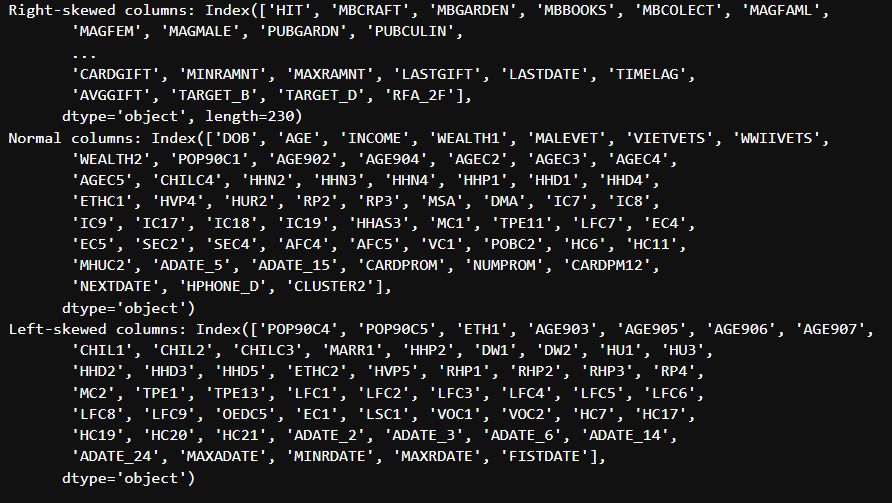 Right-skewed columns: Index(['HIT', 'MBCRAFT', 'MBGARDEN', 'MBBOOKS', 'MBCOLECT', 'MAGFAML',
'MAGFEM', 'MAGMALE', 'PUBGARDN', 'PUBCULIN',
...
'CARDGIFT', 'MINRAMNT', 'MAXRAMNT', 'LASTGIFT', 'LASTDATE', 'TIMELAG',
'AVGGIFT', 'TARGET_B', 'TARGET_D', 'RFA_2F'],
dtype='object', length=230)
Normal columns: Index(['DOB', 'AGE', 'INCOME', 'WEALTH1', 'MALEVET', 'VIETVETS', 'WWIIVETS',
'WEALTH2', 'POP90C1', 'AGE902', 'AGE904', 'AGEC2', 'AGEC3', 'AGEC4',
'AGEC5', 'CHILC4', 'HHN2', 'HHN3', 'HHN4', 'HHP1', 'HHD1', 'HHD4',
'ETHC1', 'HVP4', 'HUR2', 'RP2', 'RP3', 'MSA', 'DMA', 'IC7', 'IC8',
'IC9', 'IC17', 'IC18', 'IC19', 'HHAS3', 'MC1', 'TPE11', 'LFC7', 'EC4',
'EC5', 'SEC2', 'SEC4', 'AFC4', 'AFC5', 'VC1', 'POBC2', 'HC6', 'HC11',
'MHUC2', 'ADATE_5', 'ADATE_15', 'CARDPROM', 'NUMPROM', 'CARDPM12',
'NEXTDATE', 'HPHONE_D', 'CLUSTER2'],
dtype='object')
Left-skewed columns: Index(['POP90C4', 'POP90C5', 'ETH1', 'AGE903', 'AGE905', 'AGE906', 'AGE907',
'CHIL1', 'CHIL2', 'CHILC3', 'MARR1', 'HHP2', 'DW1', 'DW2', 'HU1', 'HU3',
'HHD2', 'HHD3', 'HHD5', 'ETHC2', 'HVP5', 'RHP1', 'RHP2', 'RHP3', 'RP4',
'MC2', 'TPE1', 'TPE13', 'LFC1', 'LFC2', 'LFC3', 'LFC4', 'LFC5', 'LFC6',
'LFC8', 'LFC9', 'OEDC5', 'EC1', 'LSC1', 'VOC1', 'VOC2', 'HC7', 'HC17',
'HC19', 'HC20', 'HC21', 'ADATE_2', 'ADATE_3', 'ADATE_6', 'ADATE_14',
'ADATE_24', 'MAXADATE', 'MINRDATE', 'MAXRDATE', 'FISTDATE'],
dtype='object')